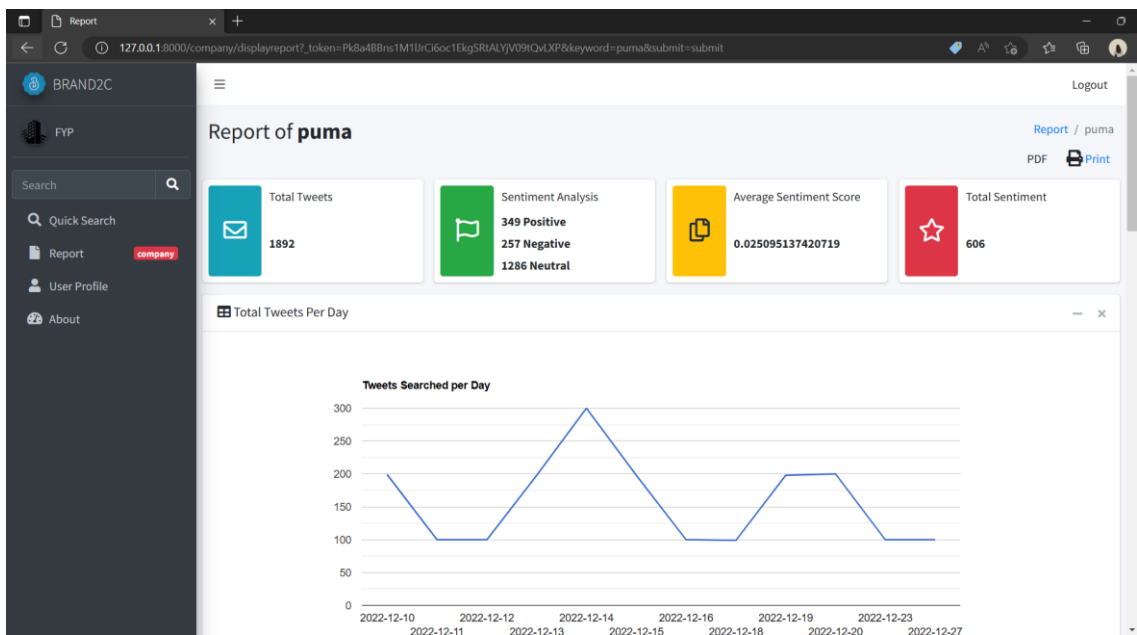 Report
127.0.0.1:8000/company/displayreport?_token=Pk8a4BBns1M1lJrCi6oc1EkgSRtALYjV09tQvLXP&keyword=puma&submit=submit
BRAND2C
Logout
FYP
Report of puma
Report / puma
PDF Print
Search
Quick Search
Report company
User Profile
About
Total Tweets
1892
Sentiment Analysis
349 Positive
257 Negative
1286 Neutral
Average Sentiment Score
0.025095137420719
Total Sentiment
606
Total Tweets Per Day
Tweets Searched per Day
300
250
200
150
100
50
0
2022-12-10 2022-12-12 2022-12-14 2022-12-16 2022-12-19 2022-12-23
2022-12-11 2022-12-13 2022-12-15 2022-12-18 2022-12-20 2022-12-27